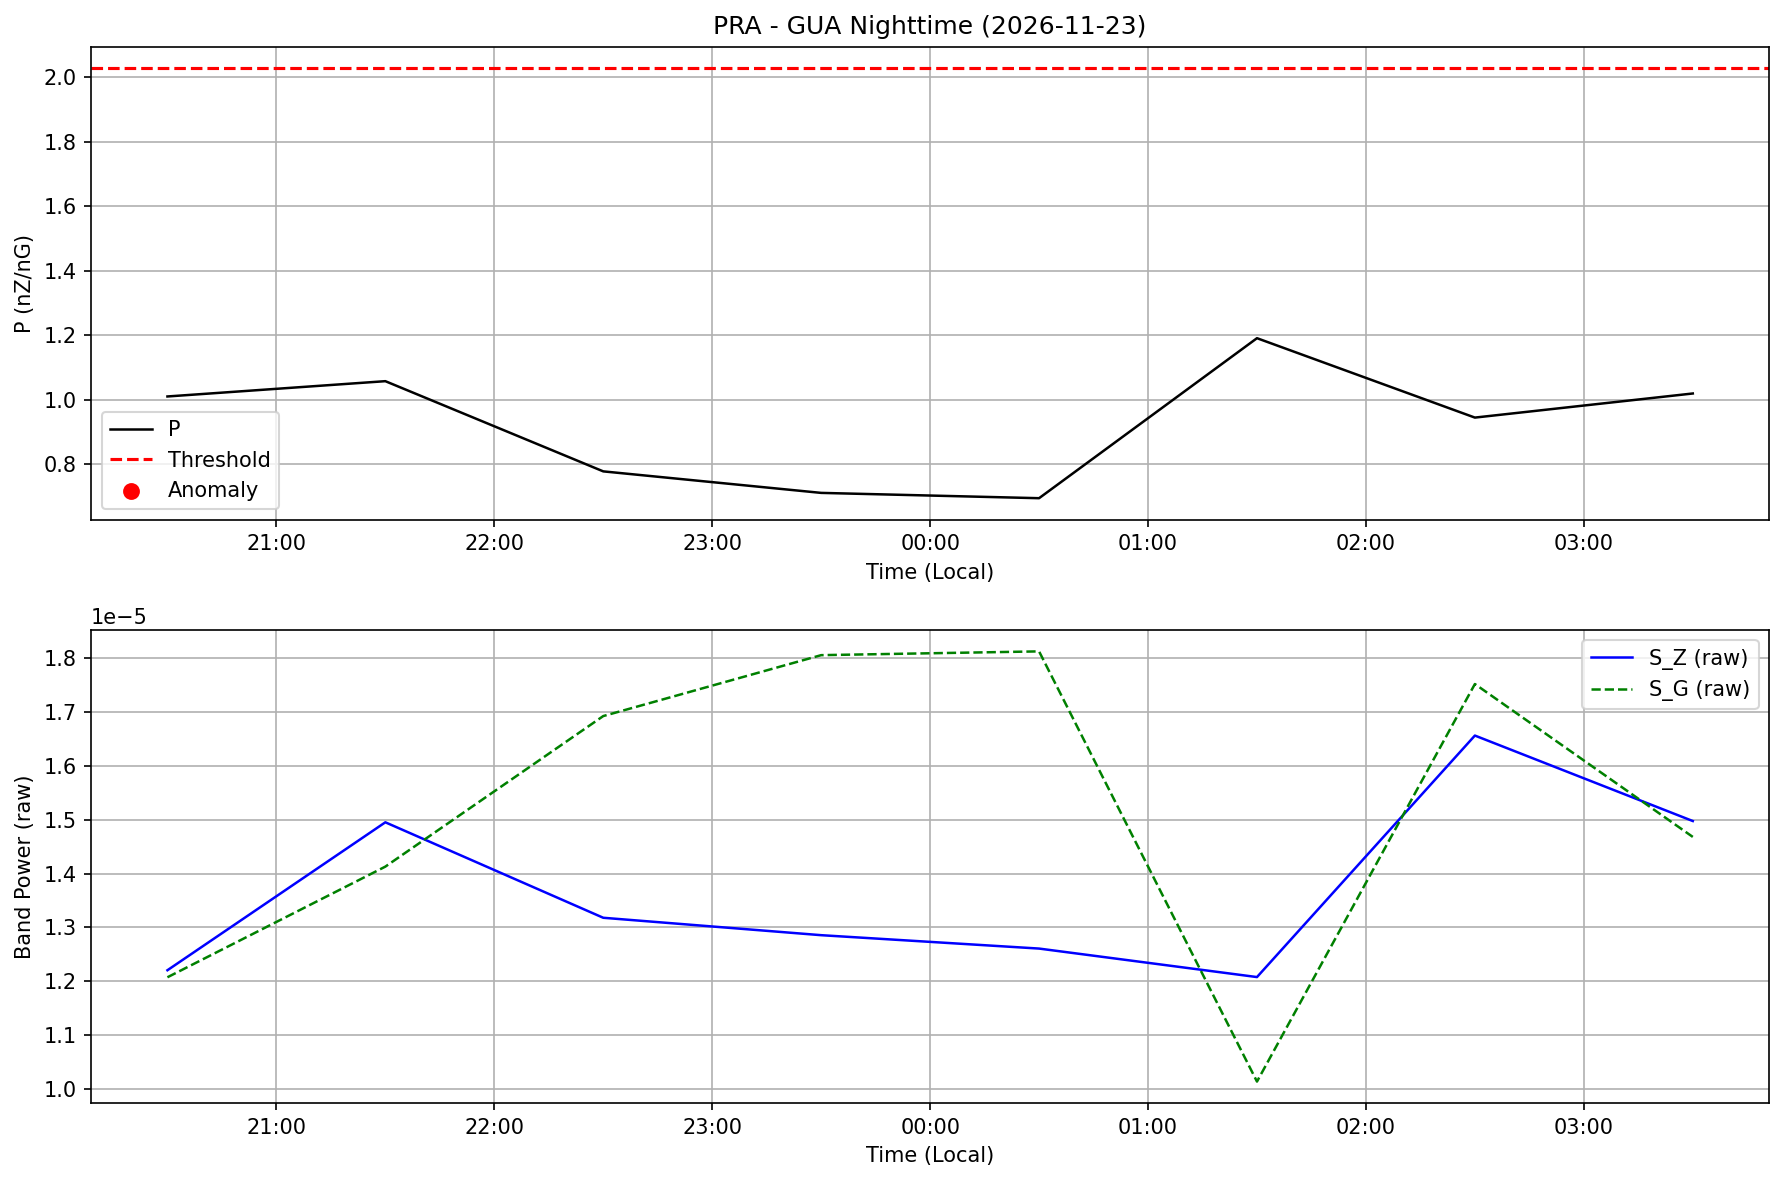 PRA - GUA Nighttime (2026-11-23)
P (nZ/nG)
2.0
1.8
1.6
1.4
1.2
1.0
0.8
P
Threshold
Anomaly
21:00 22:00 23:00 00:00 01:00 02:00 03:00
Time (Local)
1e−5
Band Power (raw)
1.8
1.7
1.6
1.5
1.4
1.3
1.2
1.1
1.0
S_Z (raw)
S_G (raw)
21:00 22:00 23:00 00:00 01:00 02:00 03:00
Time (Local)